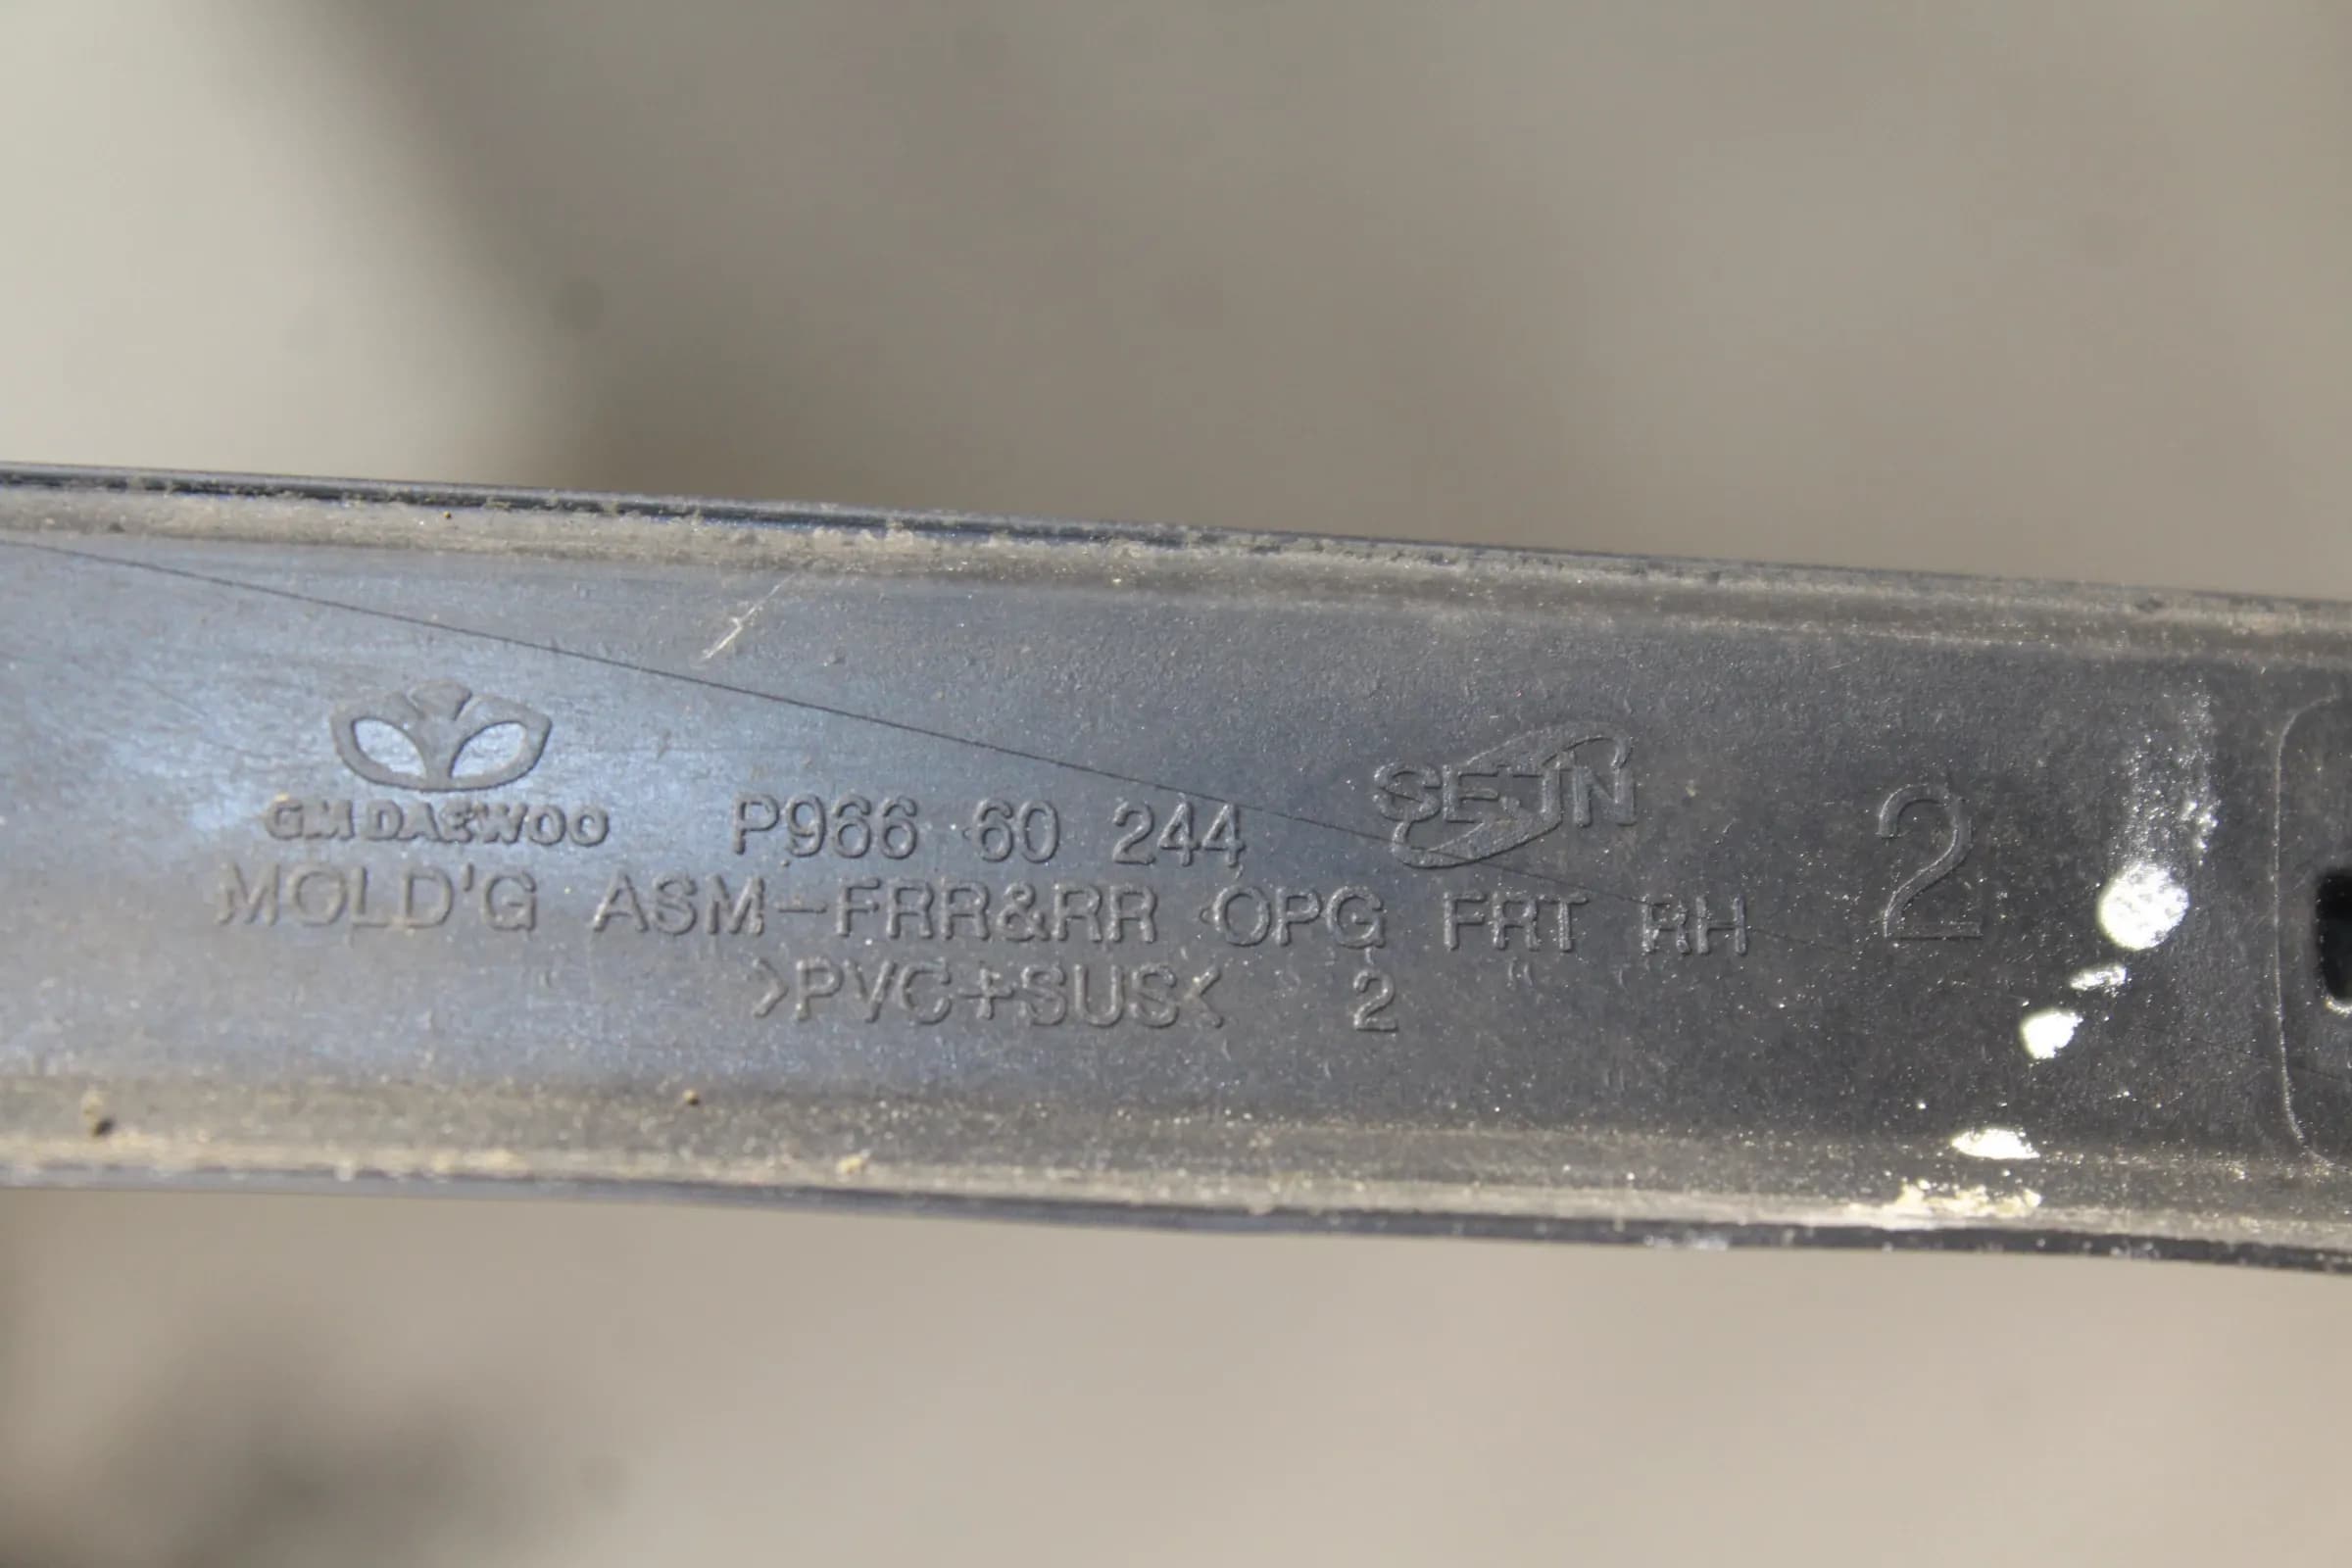 GM DAEWOO P966 60 244 SEJIN 2
MOLD'G ASM-FRR&RR OPG FRT RH
>PVC+SUS< 2